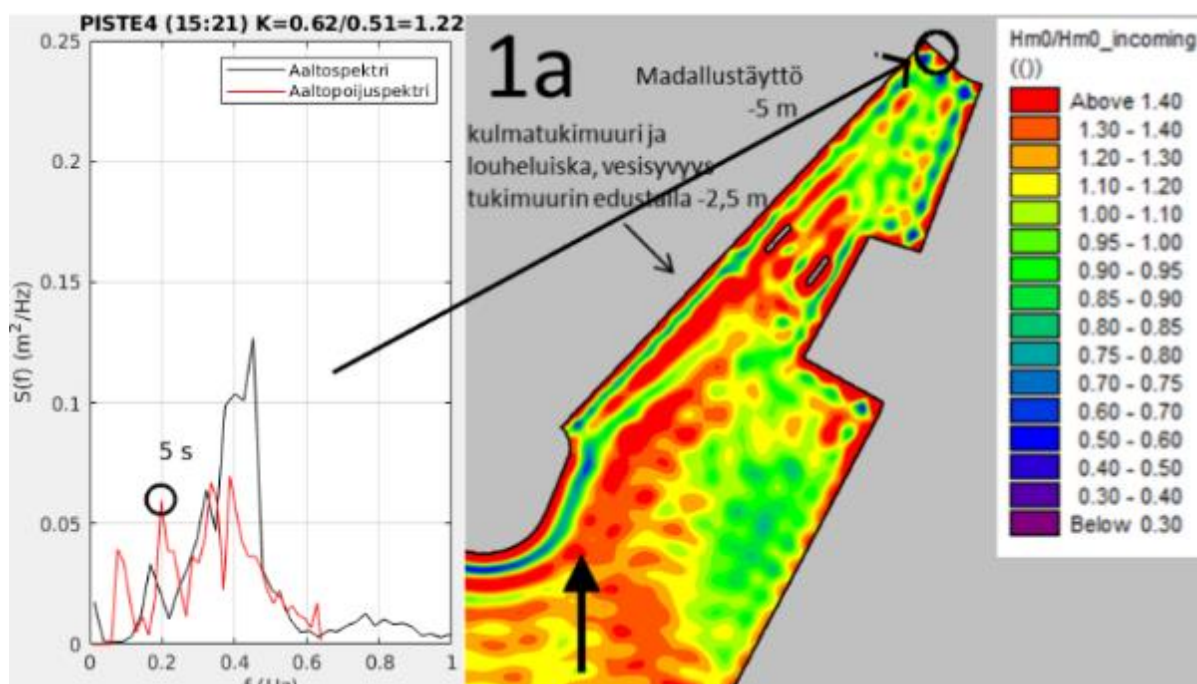 PISTE4 (15:21) K=0.62/0.51=1.22
0.25
0.2
0.15
0.1
0.05
0
S(f) (m²/Hz)
Aaltospektri
Aaltopoijuspektri
5 s
0
0.2
0.4
0.6
0.8
1
1a
Madallustäyttö
-5 m
kulmatukimuuri ja
louheluiska, vesisyvyys
tukimuurin edustalla -2,5 m
Hm0/Hm0_incoming
(())
Above 1.40
1.30 - 1.40
1.20 - 1.30
1.10 - 1.20
1.00 - 1.10
0.95 - 1.00
0.90 - 0.95
0.85 - 0.90
0.80 - 0.85
0.75 - 0.80
0.70 - 0.75
0.60 - 0.70
0.50 - 0.60
0.40 - 0.50
0.30 - 0.40
Below 0.30